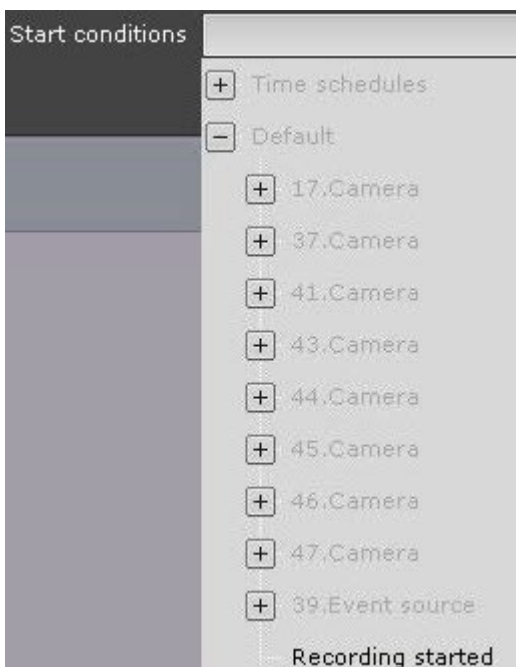 Start conditions
Time schedules
Default
17.Camera
37.Camera
41.Camera
43.Camera
44.Camera
45.Camera
46.Camera
47.Camera
39.Event source
Recording started